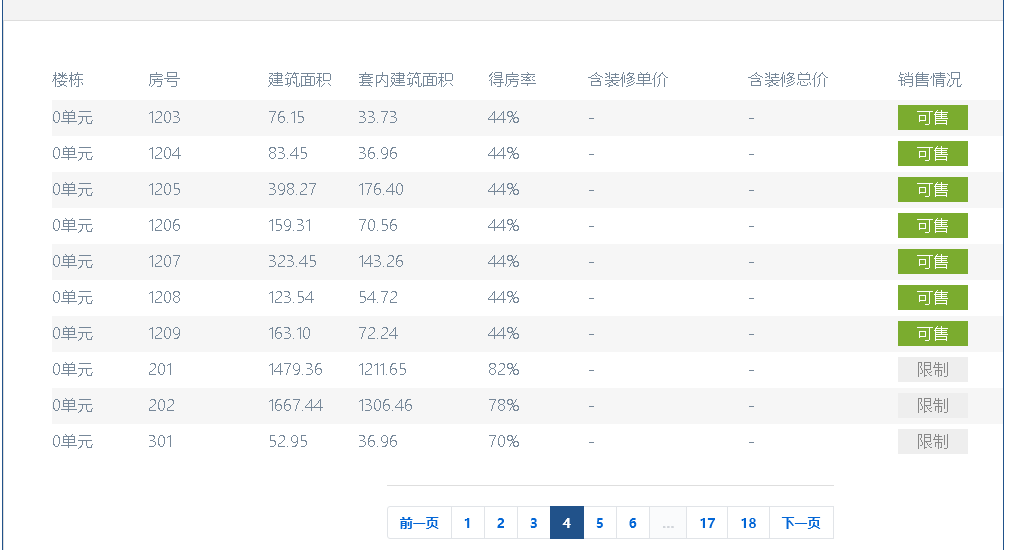 楼栋 房号 建筑面积 套内建筑面积 得房率 含装修单价 含装修总价 销售情况
0单元 1203 76.15 33.73 44% - - 可售
0单元 1204 83.45 36.96 44% - - 可售
0单元 1205 398.27 176.40 44% - - 可售
0单元 1206 159.31 70.56 44% - - 可售
0单元 1207 323.45 143.26 44% - - 可售
0单元 1208 123.54 54.72 44% - - 可售
0单元 1209 163.10 72.24 44% - - 可售
0单元 201 1479.36 1211.65 82% - - 限制
0单元 202 1667.44 1306.46 78% - - 限制
0单元 301 52.95 36.96 70% - - 限制
前一页 1 2 3 4 5 6 ... 17 18 下一页